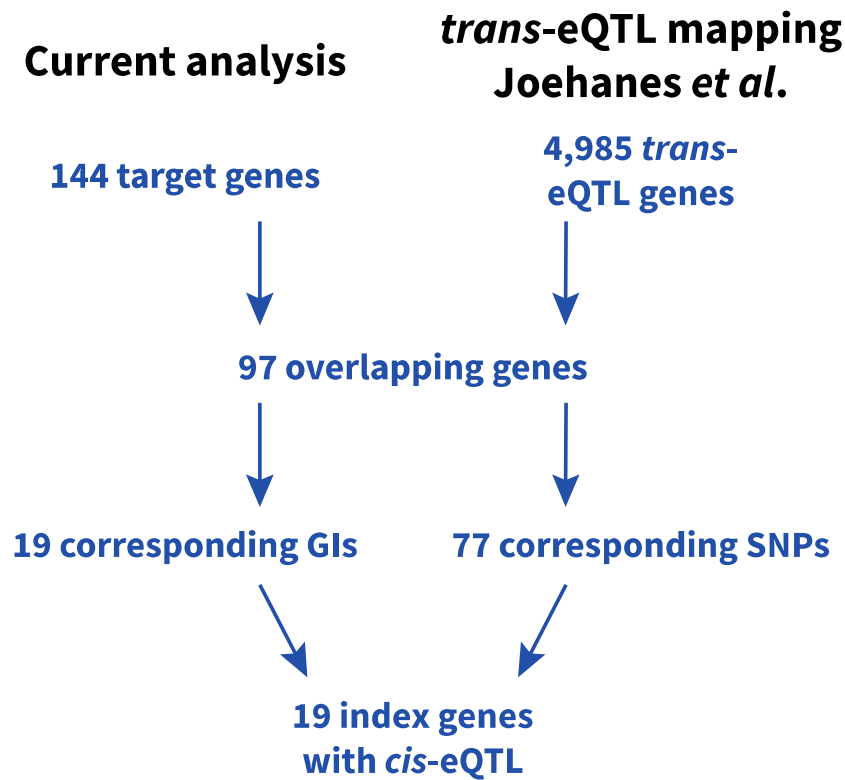 Current analysis
trans-eQTL mapping
Joehanes et al.
144 target genes
4,985 trans-
eQTL genes
97 overlapping genes
19 corresponding GIs
77 corresponding SNPs
19 index genes
with cis-eQTL